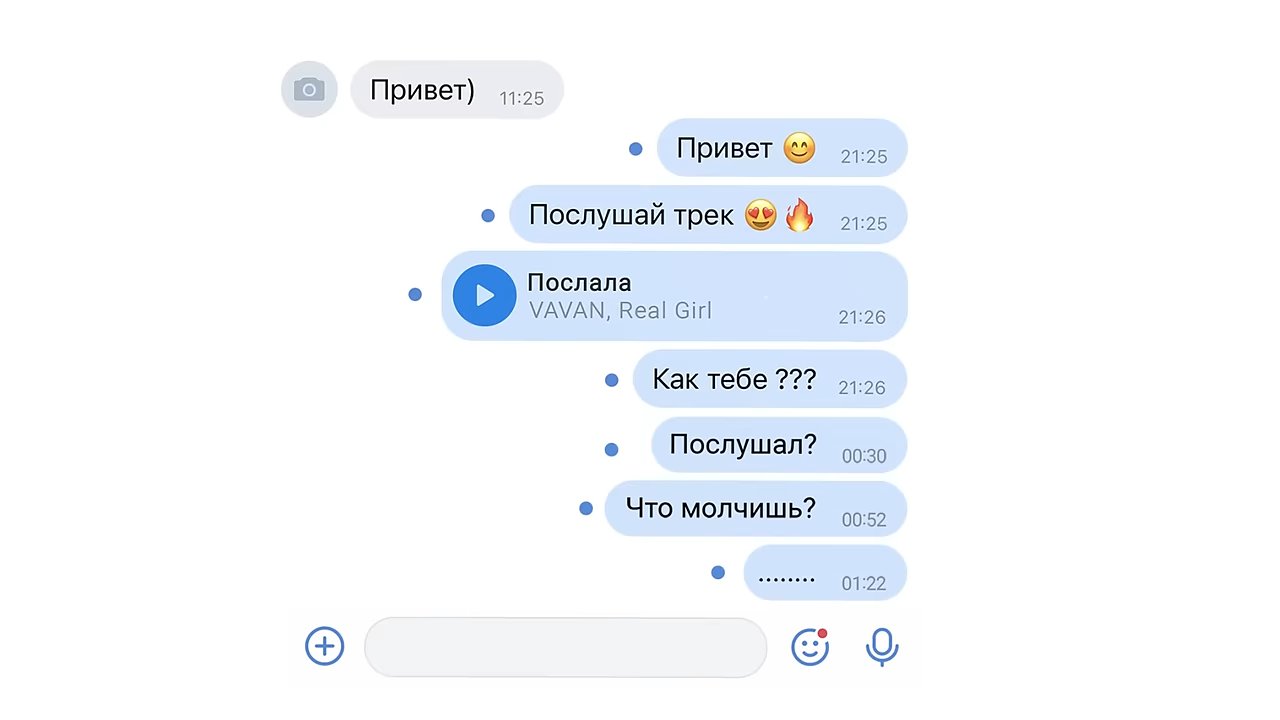 Привет) 11:25
Привет 😊 21:25
Послушай трек 😍🔥 21:25
Послала
VAVAN, Real Girl 21:26
Как тебе ??? 21:26
Послушал? 00:30
Что молчишь? 00:52
........ 01:22